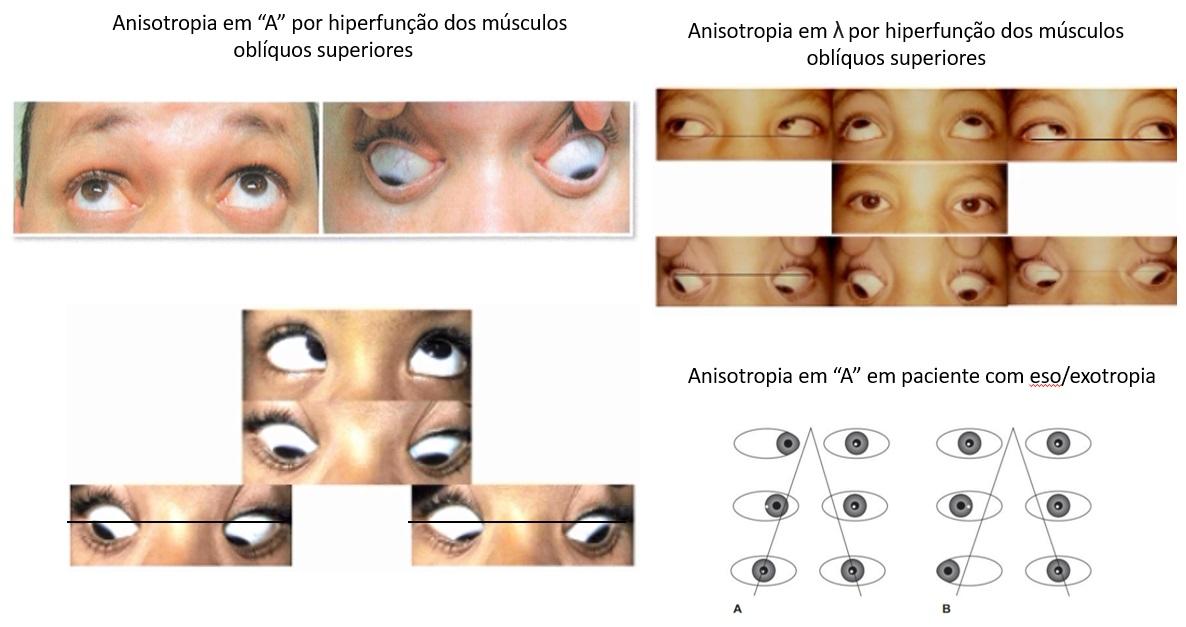 Anisotropia em “A” por hiperfunção dos músculos
oblíquos superiores
Anisotropia em λ por hiperfunção dos músculos
oblíquos superiores
Anisotropia em “A” em paciente com eso/exotropia
A
B